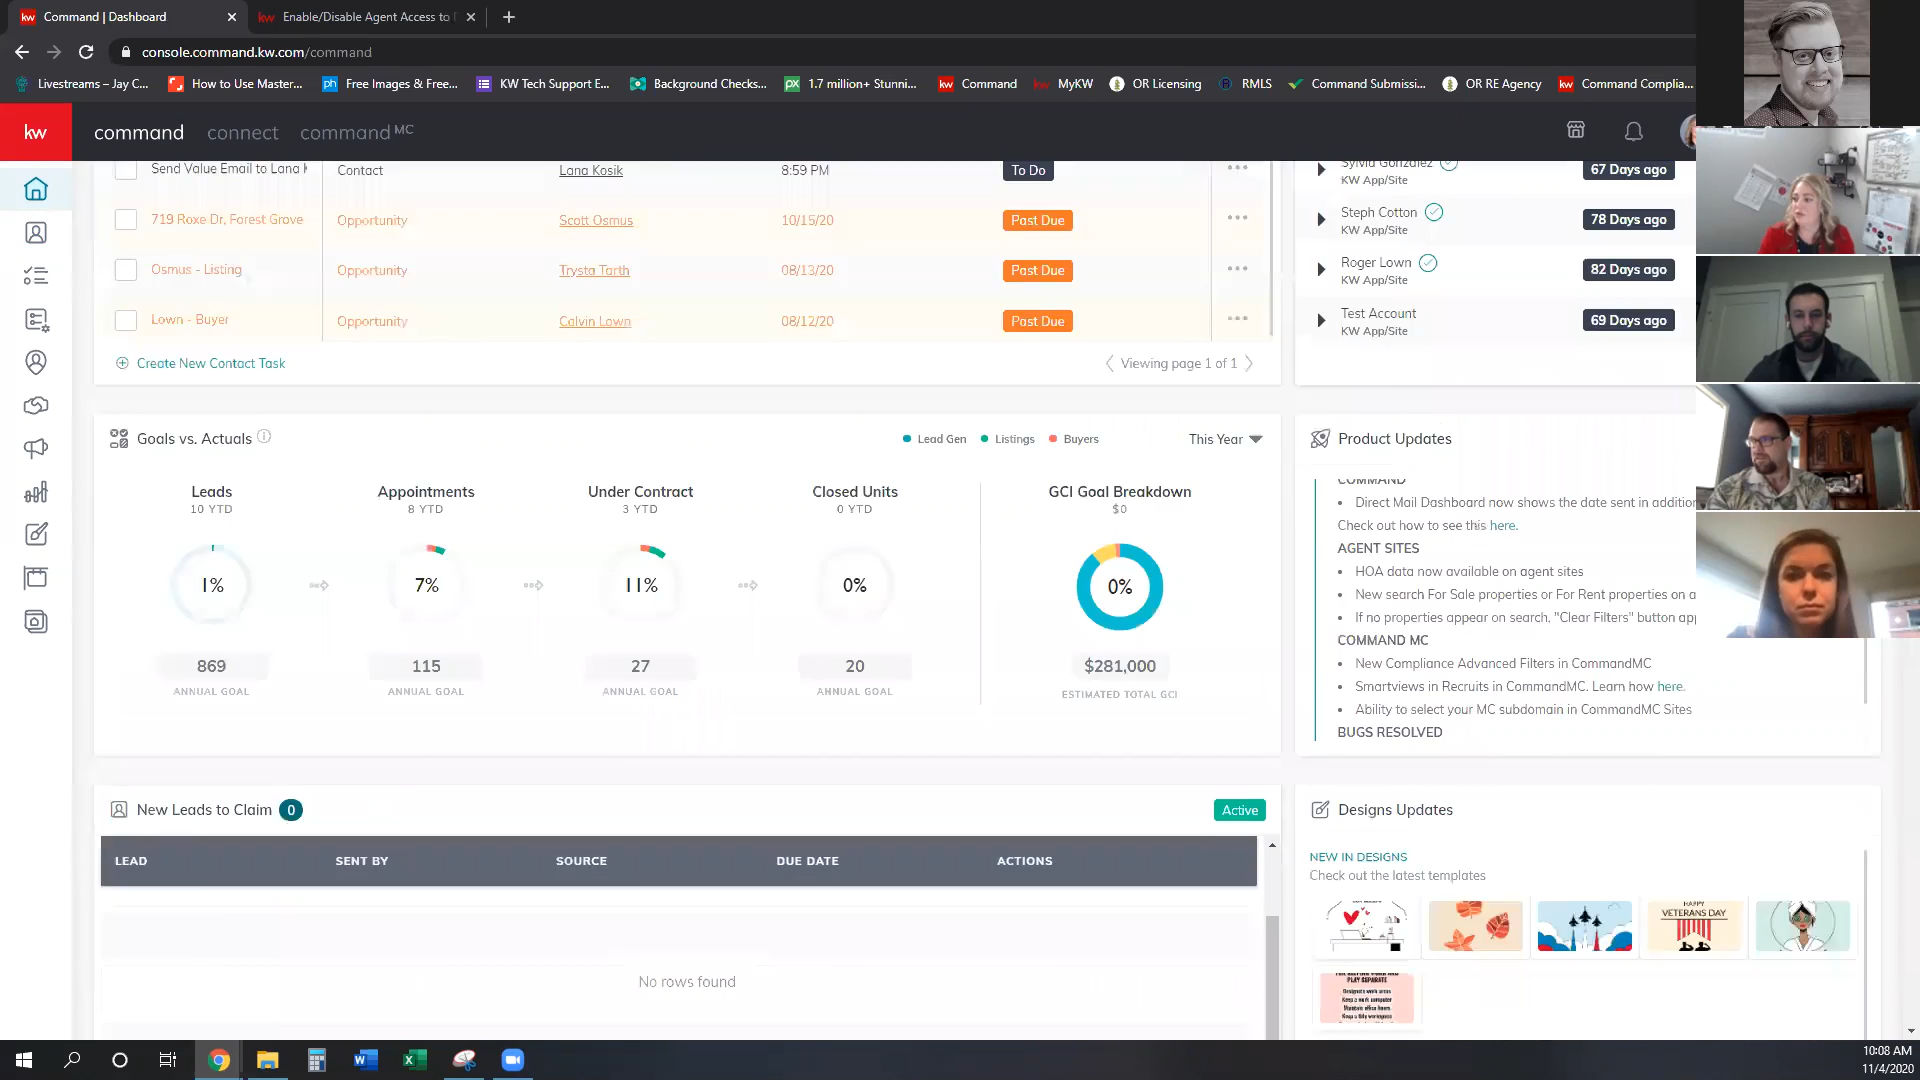 Command | Dashboard
Enable/Disable Agent Access to
console.command.kw.com/command
Livestreams – Jay C...
How to Use Master...
Free Images & Free...
KW Tech Support E...
Background Checks...
1.7 million+ Stunni...
Command
MyKW
OR Licensing
RMLS
Command Submissi...
OR RE Agency
Command Complia...
kw
command connect command MC
Send Value Email to Lana
Contact
Lana Kosik
8:59 PM
To Do
719 Roxe Dr, Forest Grove
Opportunity
Scott Osmus
10/15/20
Past Due
Osmus - Listing
Opportunity
Trysta Tarth
08/13/20
Past Due
Lown - Buyer
Opportunity
Calvin Lown
08/12/20
Past Due
Create New Contact Task
Viewing page 1 of 1
Sylvia Gonzalez
KW App/Site
67 Days ago
Steph Cotton
KW App/Site
78 Days ago
Roger Lown
KW App/Site
82 Days ago
Test Account
KW App/Site
69 Days ago
Goals vs. Actuals
Lead Gen
Listings
Buyers
This Year
Leads
10 YTD
1%
869
ANNUAL GOAL
Appointments
8 YTD
7%
115
ANNUAL GOAL
Under Contract
3 YTD
11%
27
ANNUAL GOAL
Closed Units
0 YTD
0%
20
ANNUAL GOAL
GCI Goal Breakdown
$0
0%
$281,000
ESTIMATED TOTAL GCI
Product Updates
COMMAND
Direct Mail Dashboard now shows the date sent in addition
Check out how to see this here.
AGENT SITES
HOA data now available on agent sites
New search For Sale properties or For Rent properties on a
If no properties appear on search, "Clear Filters" button app
COMMAND MC
New Compliance Advanced Filters in CommandMC
Smartviews in Recruits in CommandMC. Learn how here.
Ability to select your MC subdomain in CommandMC Sites
BUGS RESOLVED
New Leads to Claim 0
Active
LEAD
SENT BY
SOURCE
DUE DATE
ACTIONS
No rows found
Designs Updates
NEW IN DESIGNS
Check out the latest templates
HAPPY
VETERANS DAY
PLAY SEPARATE
10:08 AM
11/4/2020